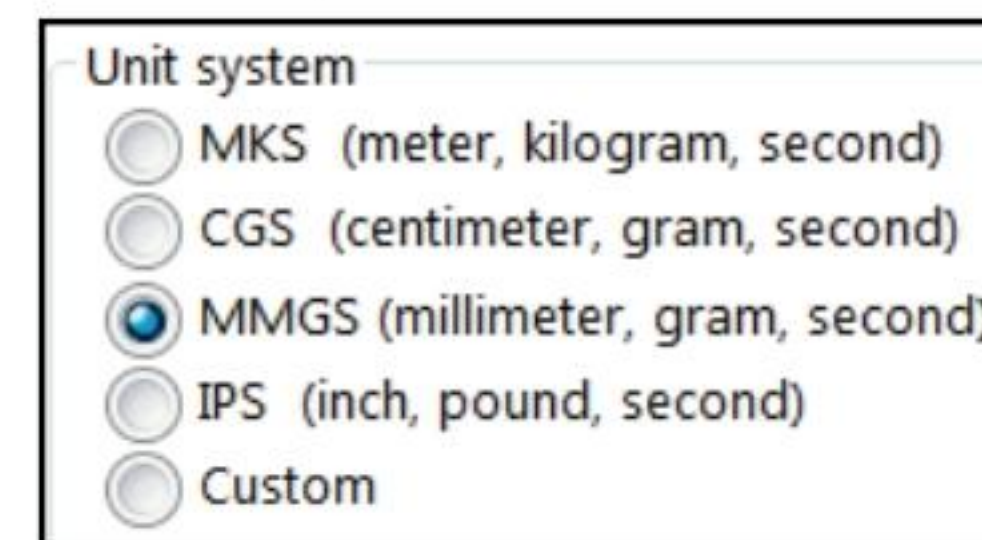 Unit system
MKS (meter, kilogram, second)
CGS (centimeter, gram, second)
MMGS (millimeter, gram, second)
IPS (inch, pound, second)
Custom